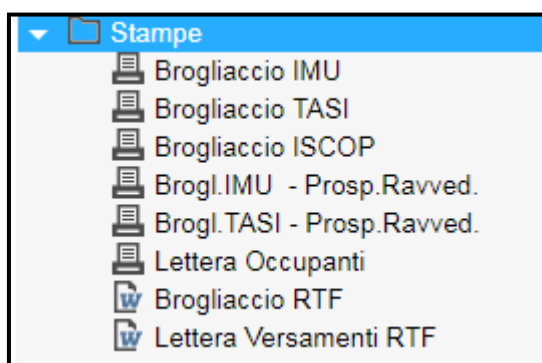 Stampe
Brogliaccio IMU
Brogliaccio TASI
Brogliaccio ISCOP
Brogl.IMU - Prosp.Ravved.
Brogl.TASI - Prosp.Ravved.
Lettera Occupanti
Brogliaccio RTF
Lettera Versamenti RTF